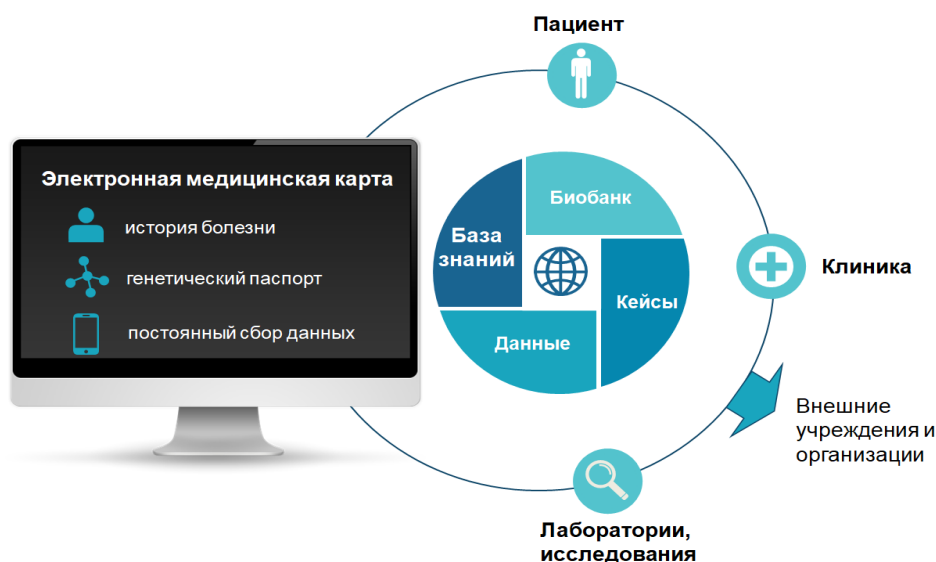 Пациент
Электронная медицинская карта
история болезни
генетический паспорт
постоянный сбор данных
Биобанк
База
знаний
Кейсы
Данные
Клиника
Внешние
учреждения и
организации
Лаборатории,
исследования